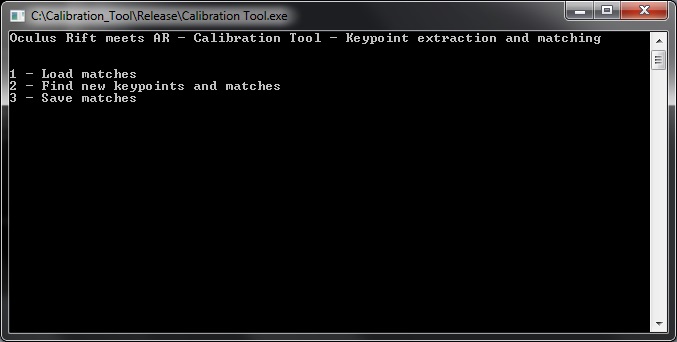 C:\Calibration_Tool\Release\Calibration Tool.exe
Oculus Rift meets AR - Calibration Tool - Keypoint extraction and matching
1 - Load matches
2 - Find new keypoints and matches
3 - Save matches